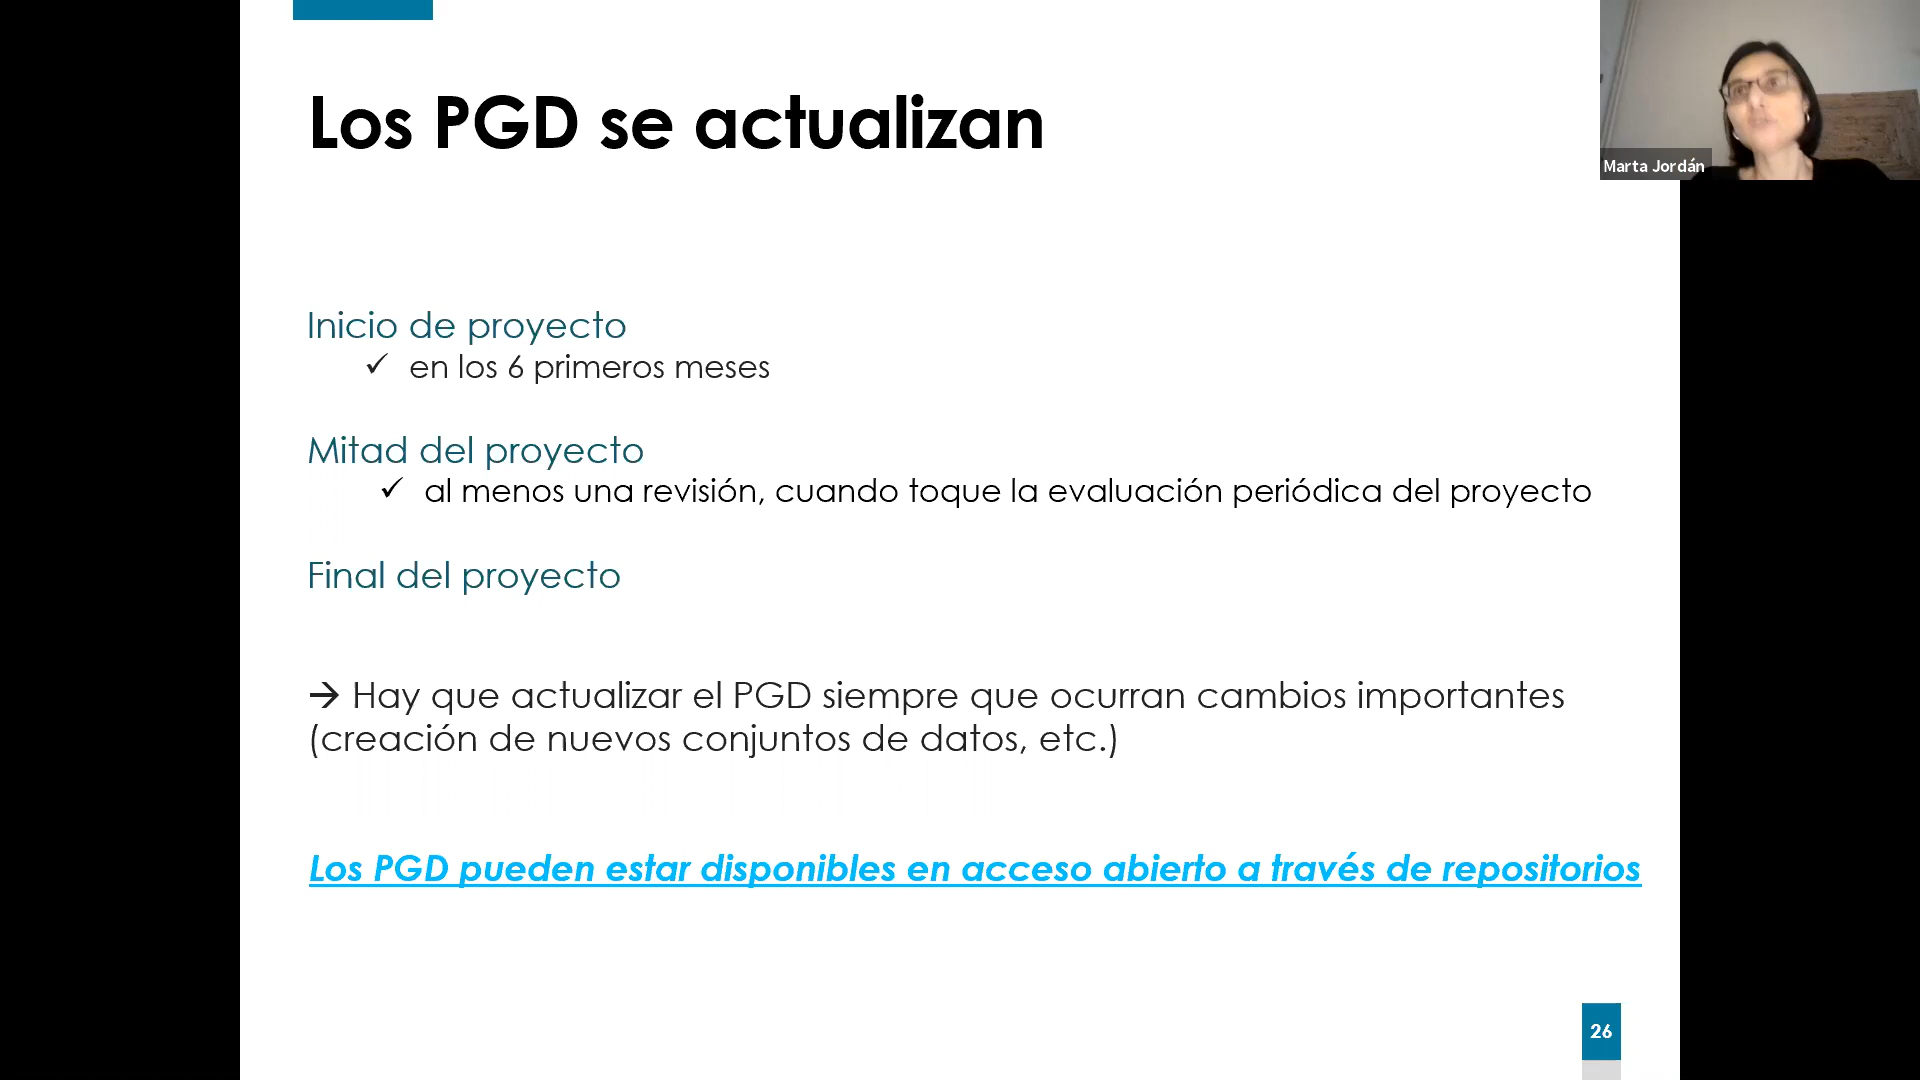 Los PGD se actualizan
Marta Jordán
Inicio de proyecto
✓ en los 6 primeros meses
Mitad del proyecto
✓ al menos una revisión, cuando toque la evaluación periódica del proyecto
Final del proyecto
→ Hay que actualizar el PGD siempre que ocurran cambios importantes
(creación de nuevos conjuntos de datos, etc.)
Los PGD pueden estar disponibles en acceso abierto a través de repositorios
26